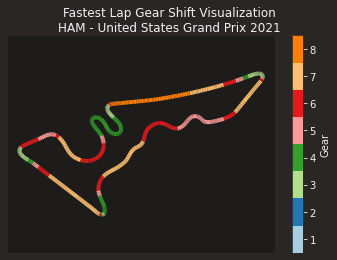 Fastest Lap Gear Shift Visualization
HAM - United States Grand Prix 2021
8
7
6
5
4
3
2
1
Gear